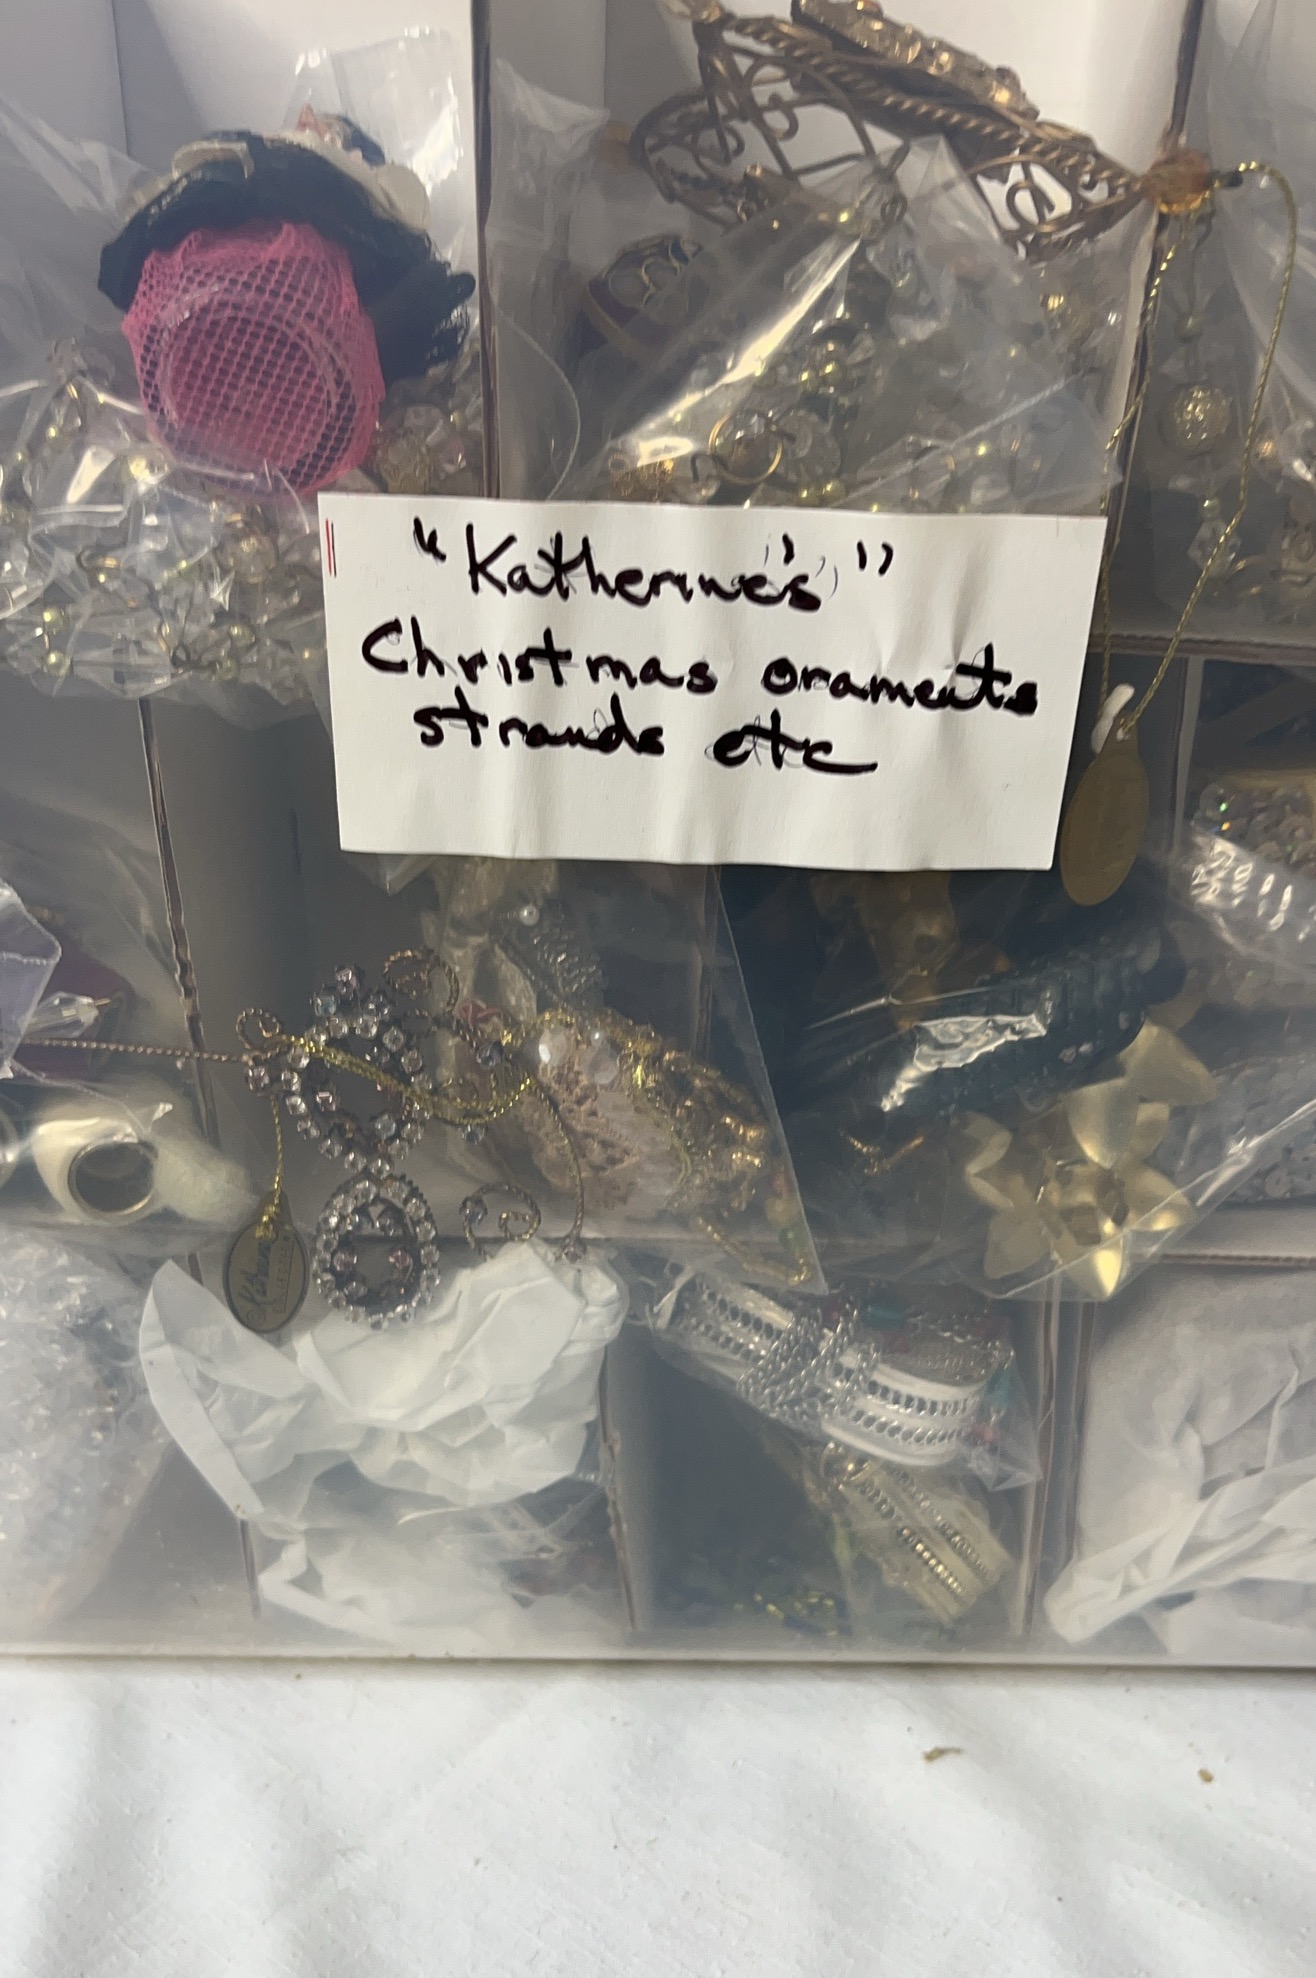 "Katherine's"
Christmas oraments
strands etc